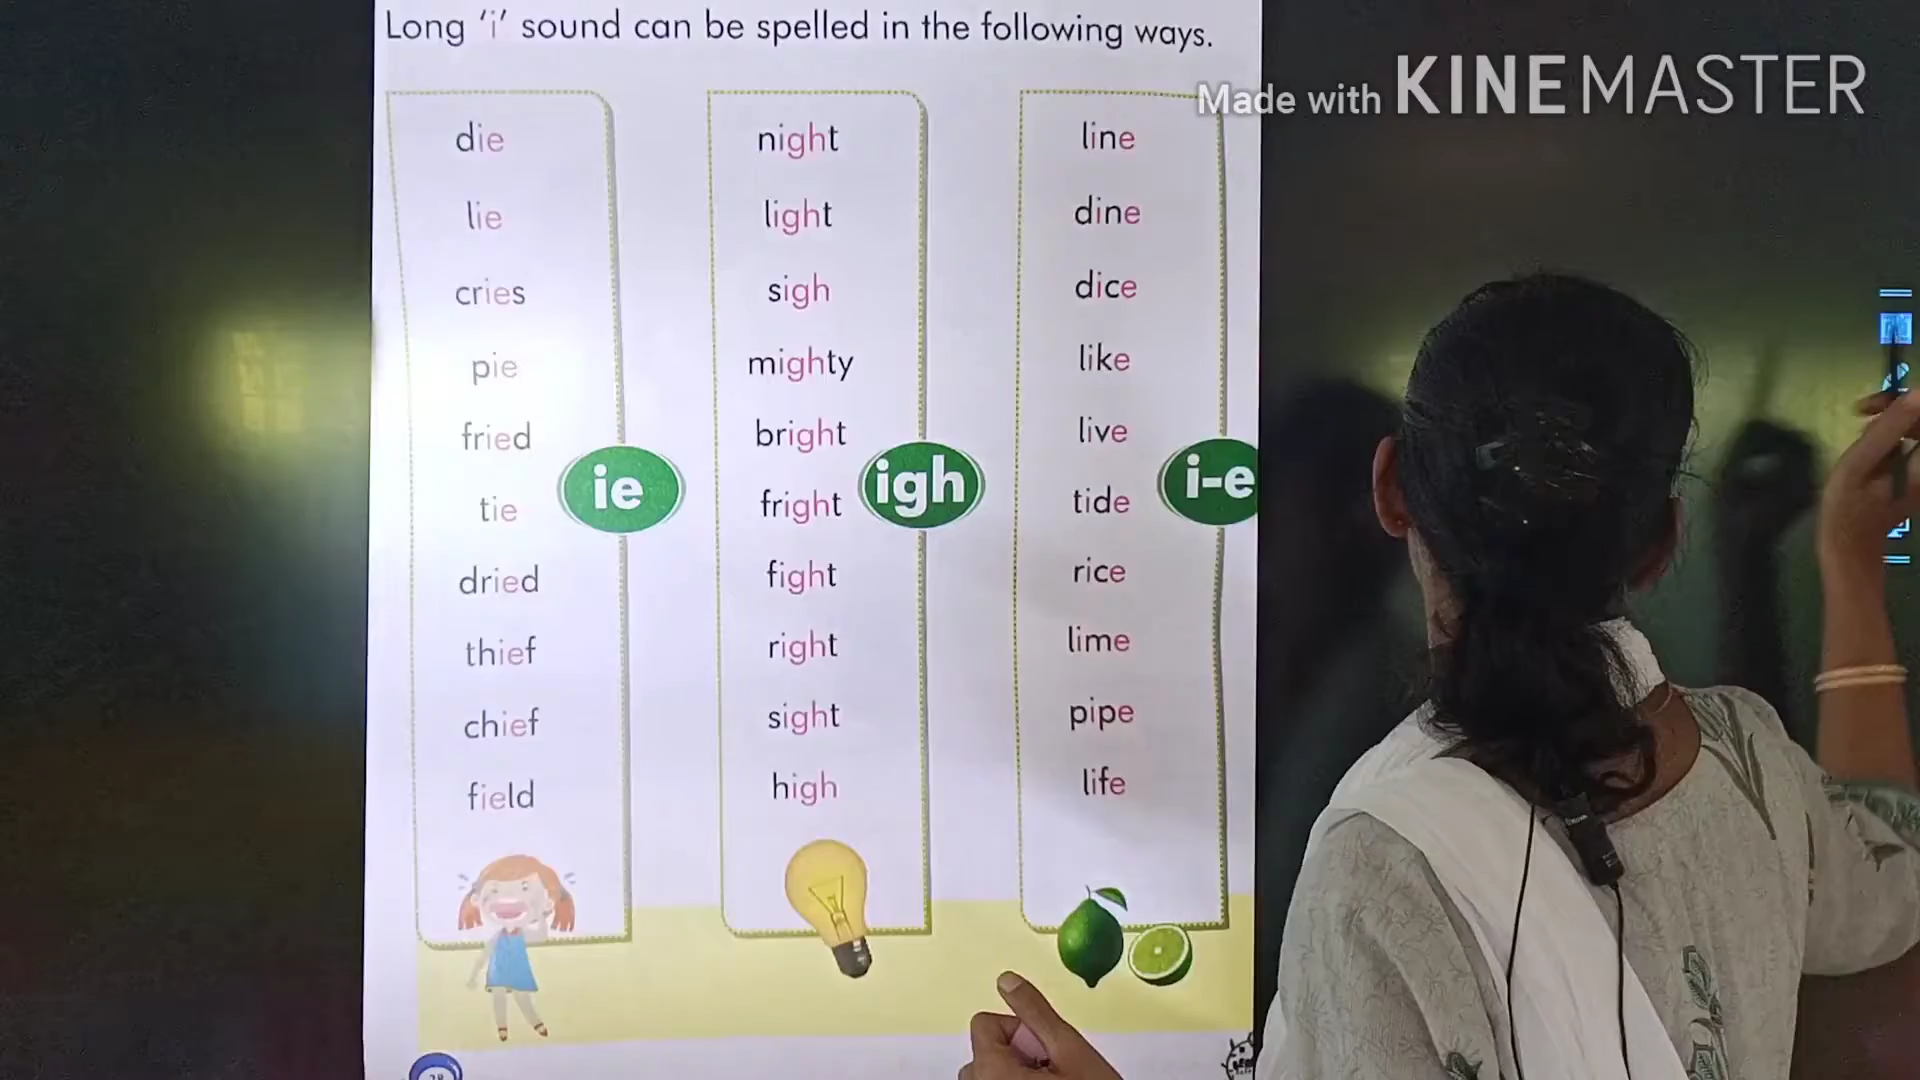 Long 'i' sound can be spelled in the following ways.
Made with KINEMASTER
die
lie
cries
pie
fried
tie
dried
thief
chief
field
ie
night
light
sigh
mighty
bright
fright
fight
right
sight
high
igh
line
dine
dice
like
live
tide
rice
lime
pipe
life
i-e
28